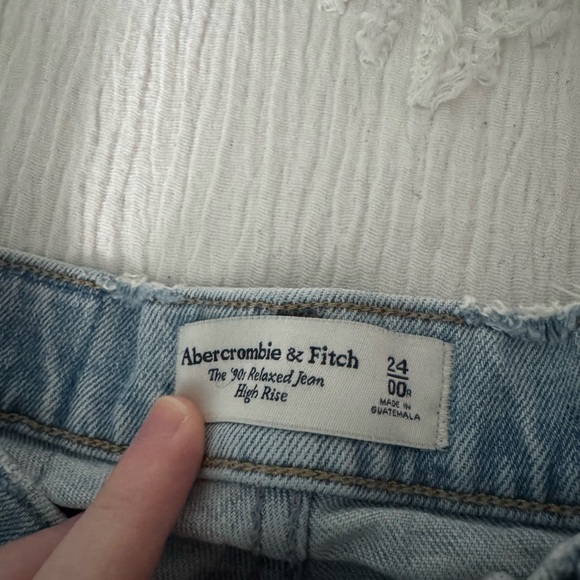 Abercrombie & Fitch
The '90s Relaxed Jean
High Rise
24
00R
MADE IN
GUATEMALA